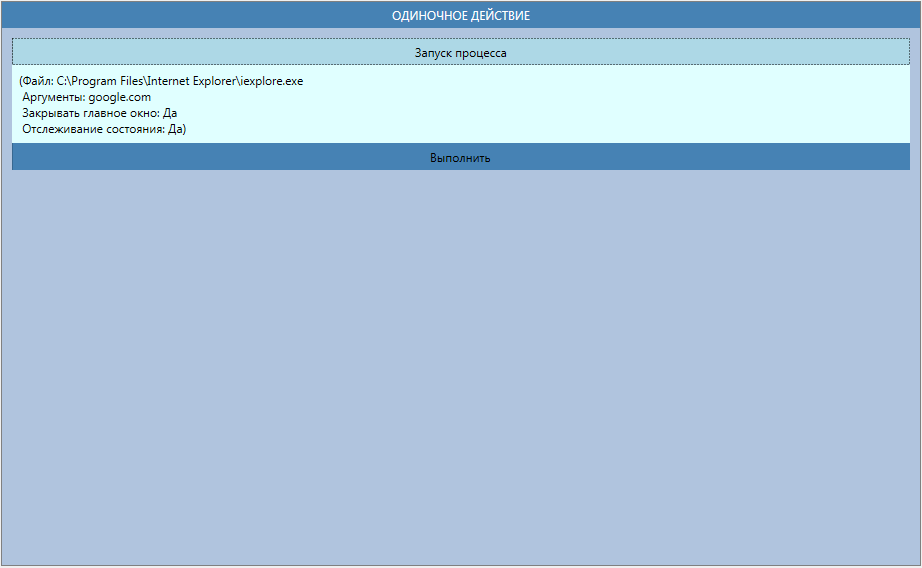 ОДИНОЧНОЕ ДЕЙСТВИЕ
Запуск процесса
(Файл: C:\Program Files\Internet Explorer\iexplore.exe
Аргументы: google.com
Закрывать главное окно: Да
Отслеживание состояния: Да)
Выполнить